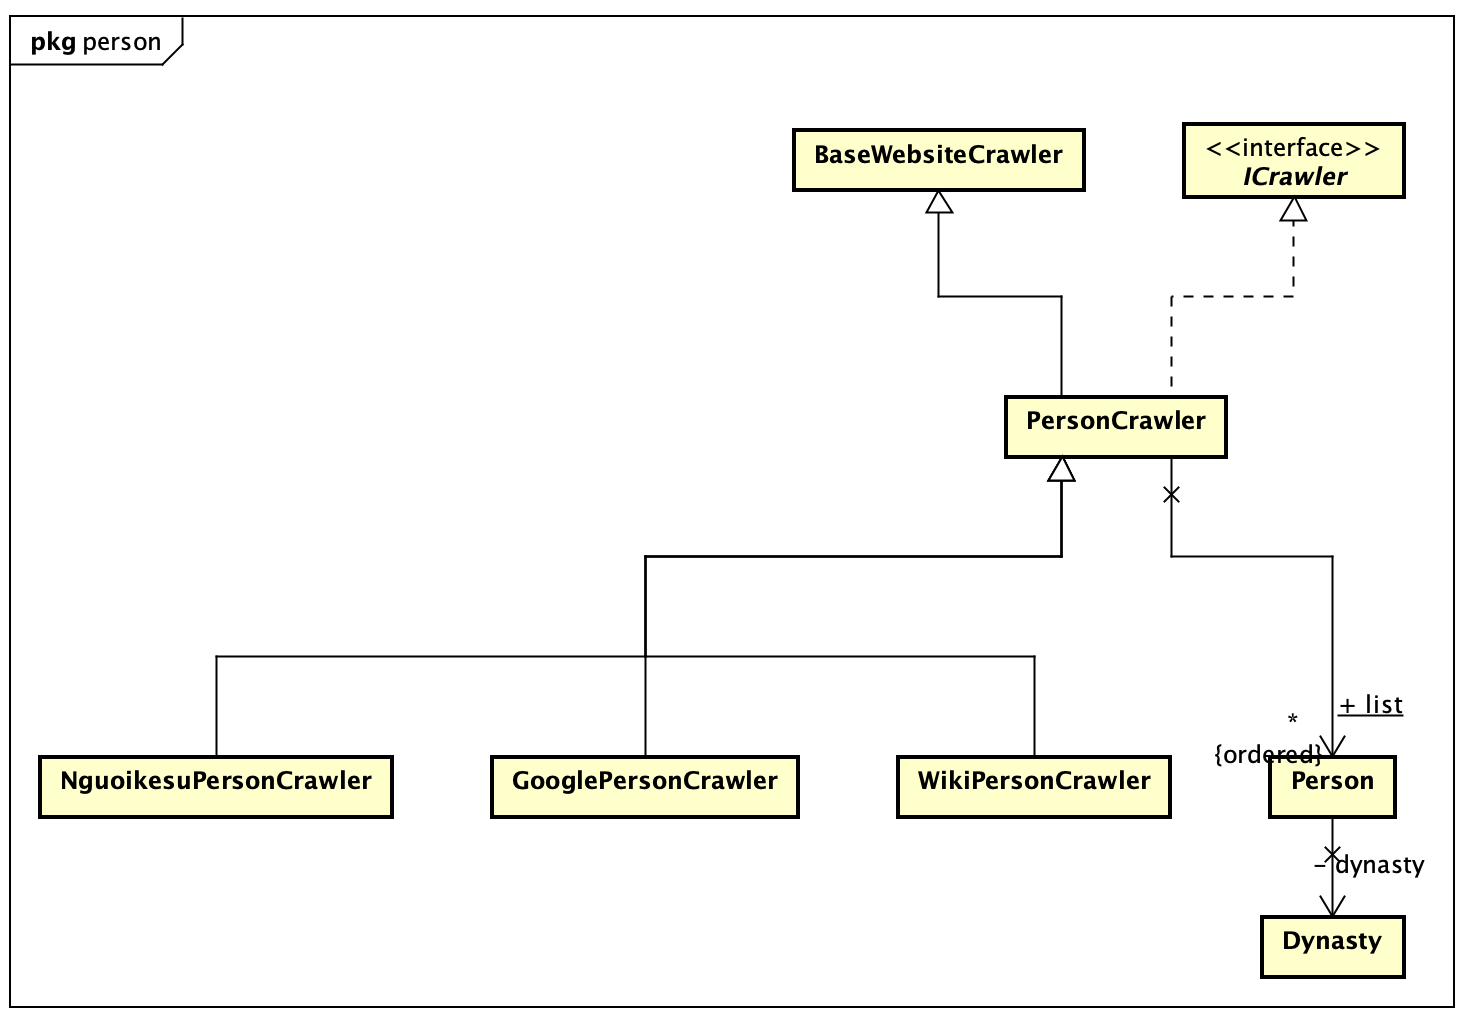 pkg person
BaseWebsiteCrawler
<<interface>>
ICrawler
PersonCrawler
+ list
*
{ordered}
NguoikesuPersonCrawler
GooglePersonCrawler
WikiPersonCrawler
Person
- dynasty
Dynasty